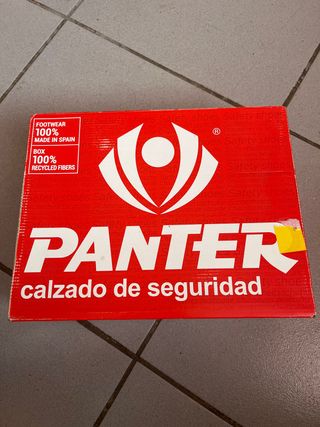 FOOTWEAR
100%
MADE IN SPAIN
BOX
100%
RECYCLED FIBERS
®
PANTER
calzado de seguridad